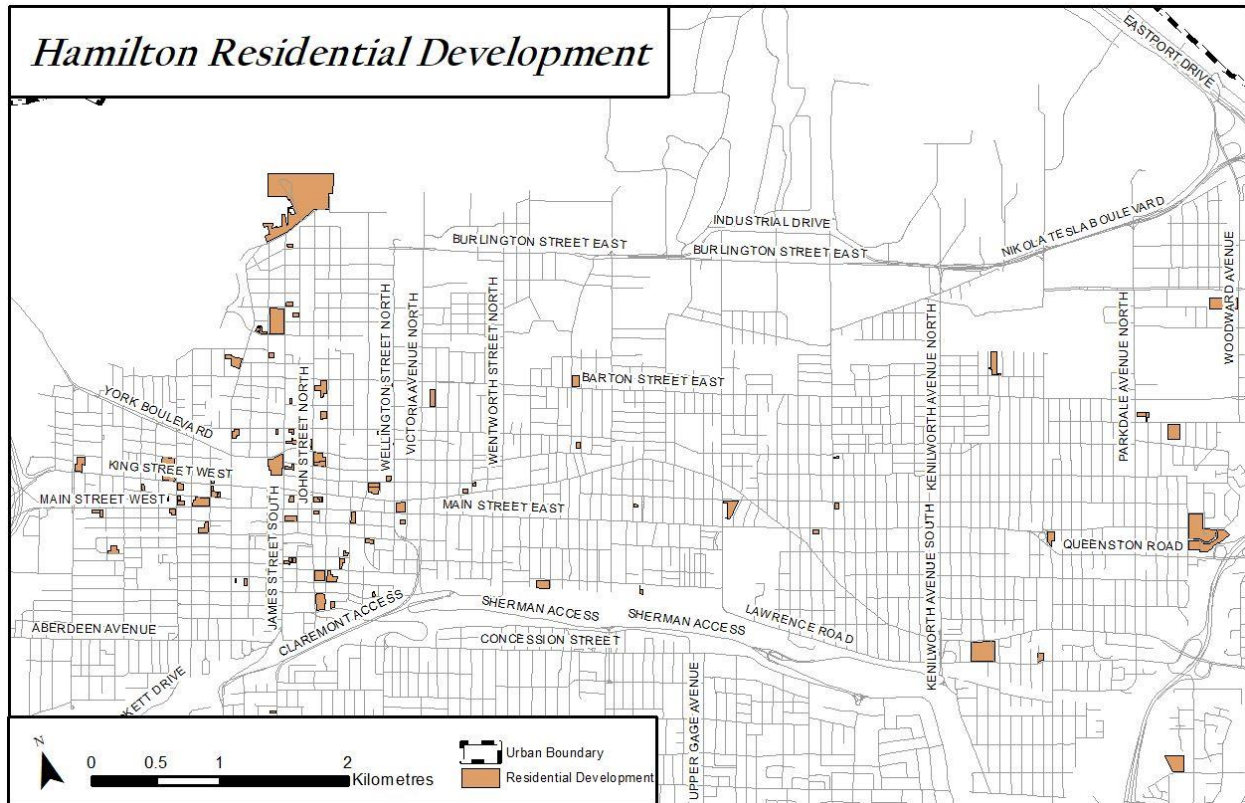 Hamilton Residential Development
EASTPORT DRIVE
INDUSTRIAL DRIVE
NIKOLA TESLA BOULEVARD
BURLINGTON STREET EAST
BURLINGTON STREET EAST
WOODWARD AVENUE
WELLINGTON STREET NORTH
VICTORIA AVENUE NORTH
WENTWORTH STREET NORTH
KENILWORTH AVENUE NORTH
PARKDALE AVENUE NORTH
BARTON STREET EAST
YORK BOULEVARD
JOHN STREET NORTH
KING STREET WEST
MAIN STREET WEST
MAIN STREET EAST
JAMES STREET SOUTH
QUEENSTON ROAD
KENILWORTH AVENUE SOUTH
CLAREMONT ACCESS
SHERMAN ACCESS
SHERMAN ACCESS
LAWRENCE ROAD
ABERDEEN AVENUE
CONCESSION STREET
UPPER GAGE AVENUE
KETT DRIVE
N
0 0.5 1 2
Kilometres
Urban Boundary
Residential Development